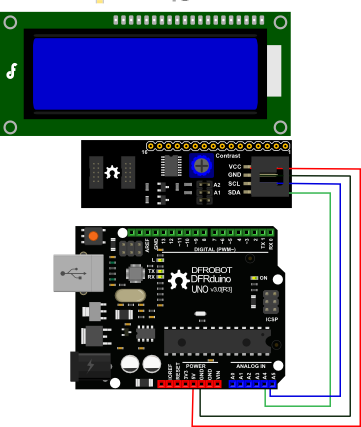 16
1
Contrast
VCC
GND
SCL
SDA
A2
A1
AREF
GND
13
12
~11
~10
~9
8
7
~6
~5
4
~3
2
TX 1
RX 0
DIGITAL (PWM~)
L
TX
RX
DFROBOT
DFRduino
UNO v3.0[R3]
ON
ICSP
POWER
ANALOG IN
IOREF
RESET
3V3
5V
GND
GND
VIN
A0
A1
A2
A3
A4
A5